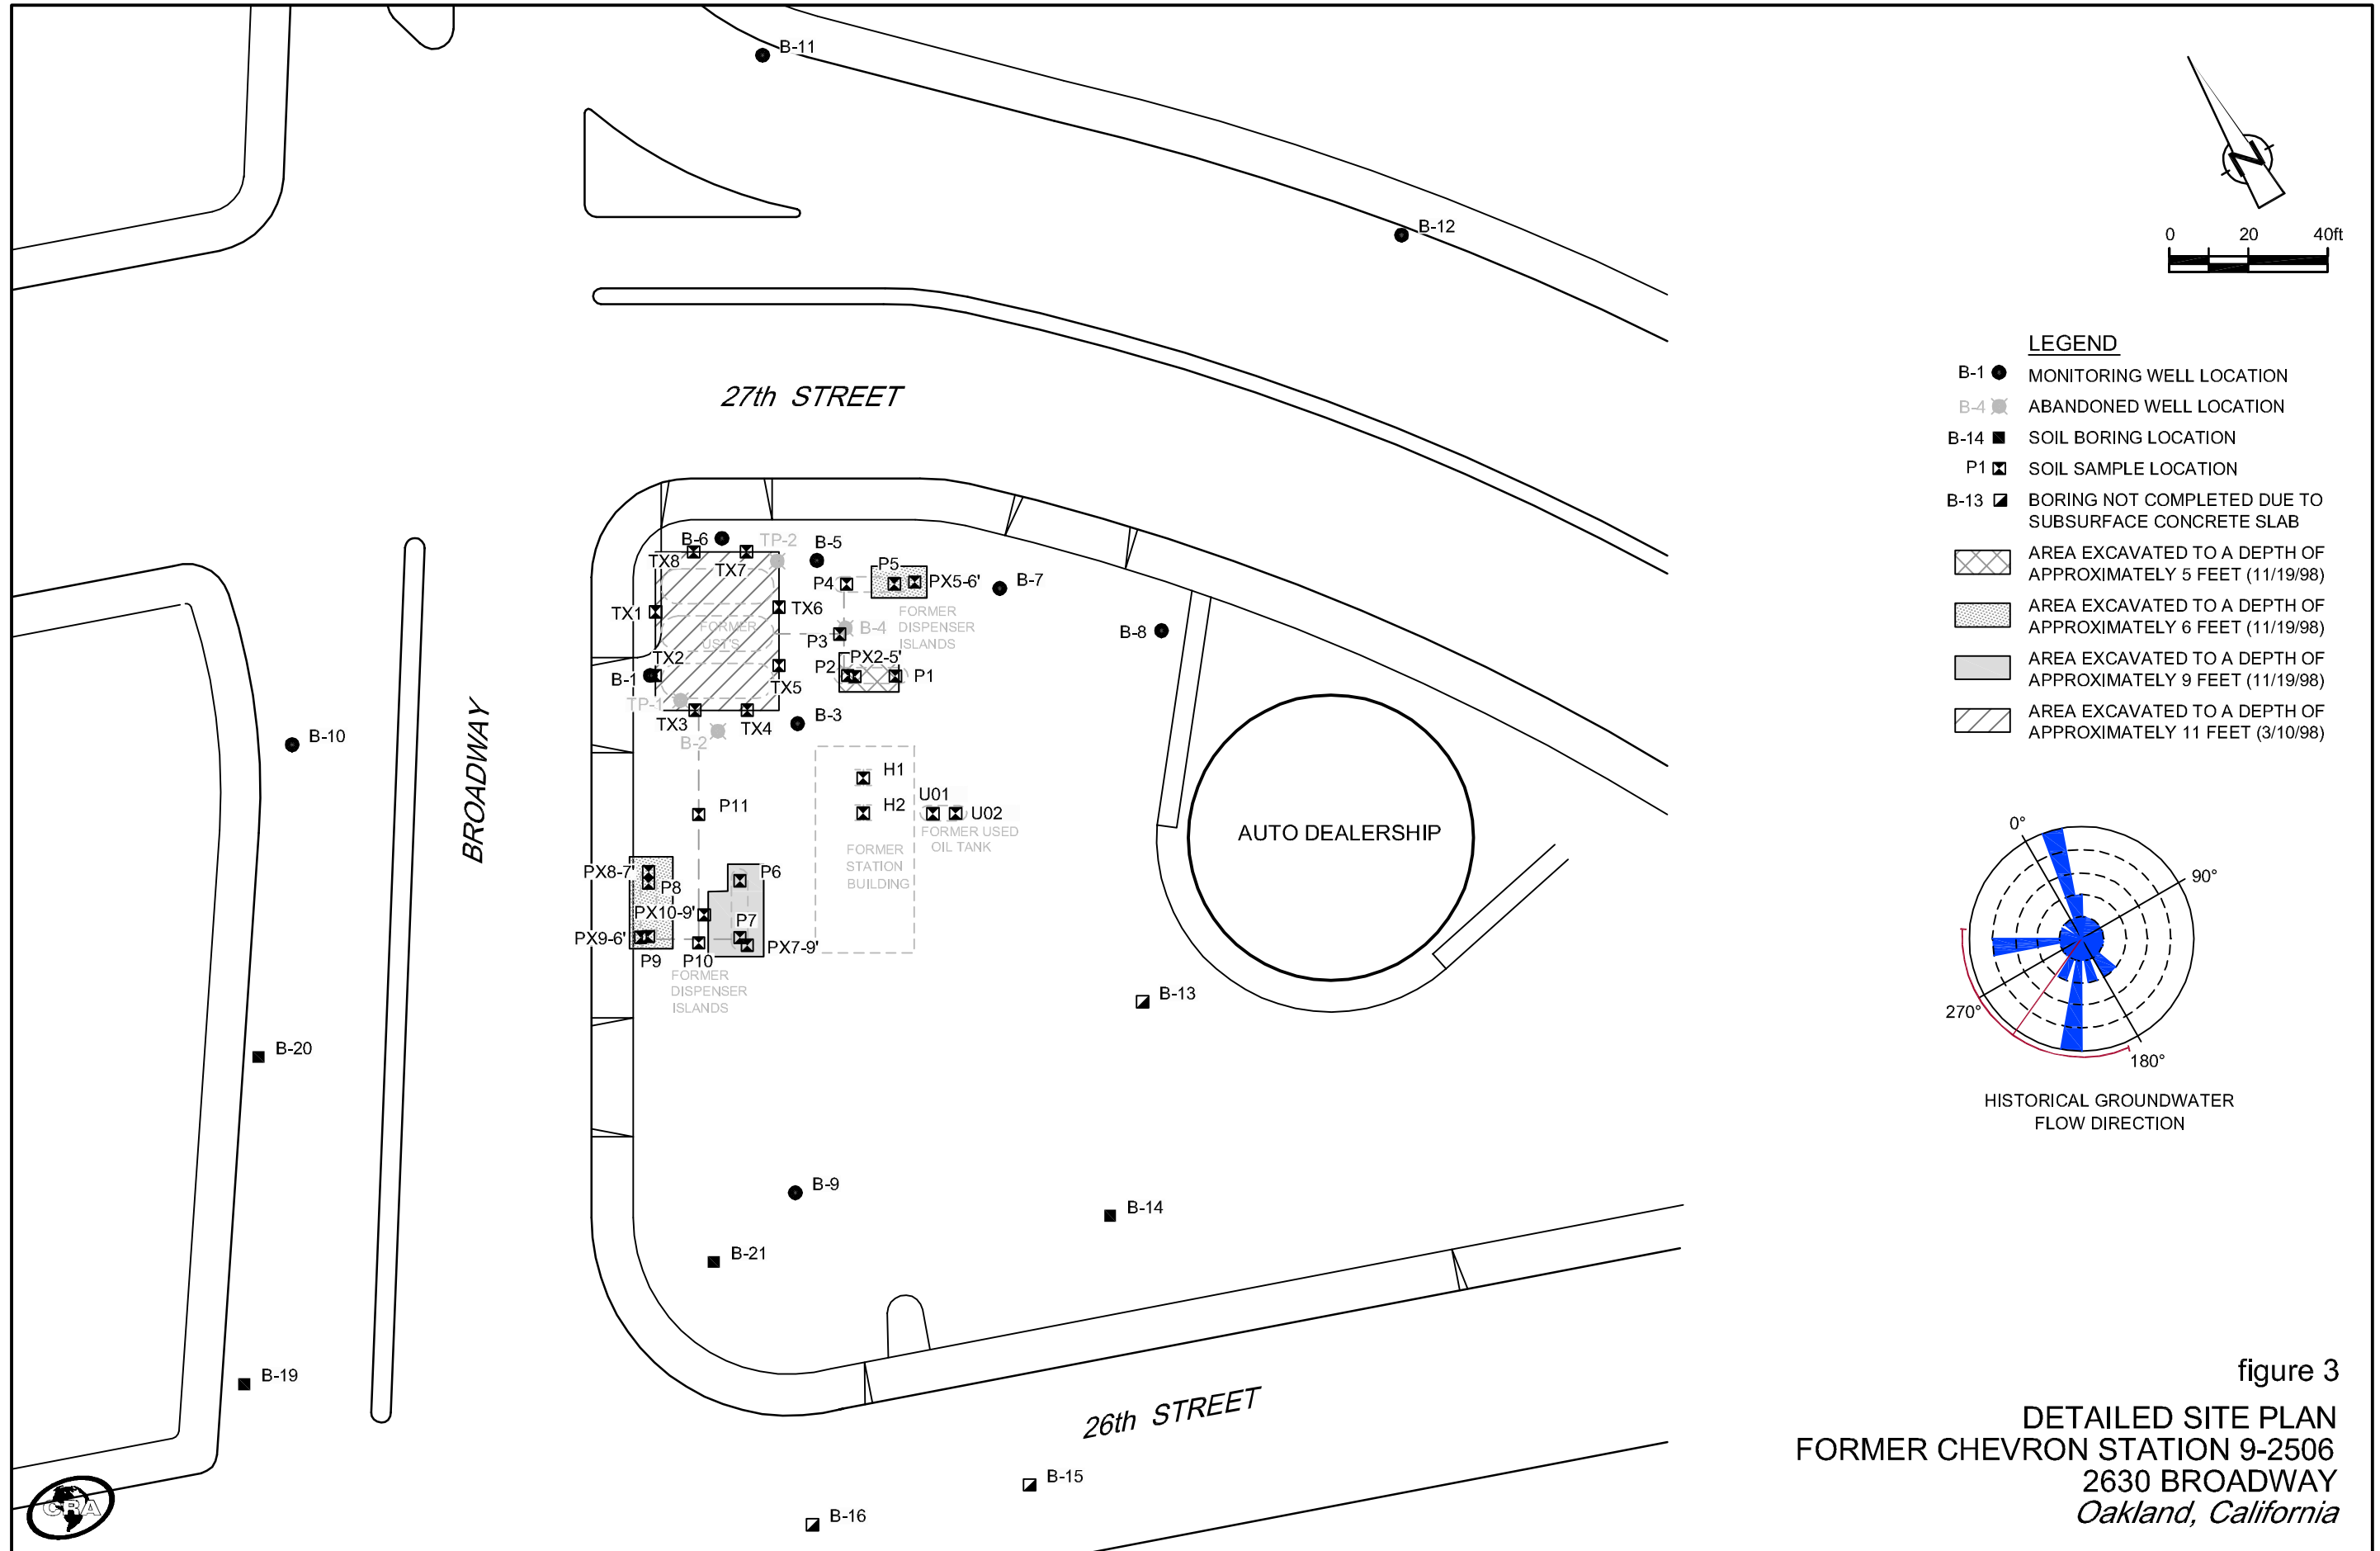 B-11
B-12
N
0 20 40ft
27th STREET
LEGEND
B-1 MONITORING WELL LOCATION
B-4 ABANDONED WELL LOCATION
B-14 SOIL BORING LOCATION
P1 SOIL SAMPLE LOCATION
B-13 BORING NOT COMPLETED DUE TO
SUBSURFACE CONCRETE SLAB
AREA EXCAVATED TO A DEPTH OF
APPROXIMATELY 5 FEET (11/19/98)
AREA EXCAVATED TO A DEPTH OF
APPROXIMATELY 6 FEET (11/19/98)
AREA EXCAVATED TO A DEPTH OF
APPROXIMATELY 9 FEET (11/19/98)
AREA EXCAVATED TO A DEPTH OF
APPROXIMATELY 11 FEET (3/10/98)
B-6
TP-2
B-5
TX8
TX7
P5
P4
PX5-6'
B-7
TX1
TX6
FORMER
DISPENSER
ISLANDS
B-4
P3
B-8
FORMER
UST'S
TX2
PX2-5'
P2
P1
B-1
TX5
TP-1
TX3
TX4
B-3
B-2
B-10
BROADWAY
H1
H2
U01
U02
P11
FORMER USED
OIL TANK
AUTO DEALERSHIP
FORMER
STATION
BUILDING
PX8-7'
P8
P6
PX10-9'
P7
PX9-6'
P9
P10
PX7-9'
FORMER
DISPENSER
ISLANDS
B-13
0°
90°
270°
180°
HISTORICAL GROUNDWATER
FLOW DIRECTION
B-20
B-9
B-14
B-21
B-19
26th STREET
B-15
B-16
CRA
figure 3
DETAILED SITE PLAN
FORMER CHEVRON STATION 9-2506
2630 BROADWAY
Oakland, California